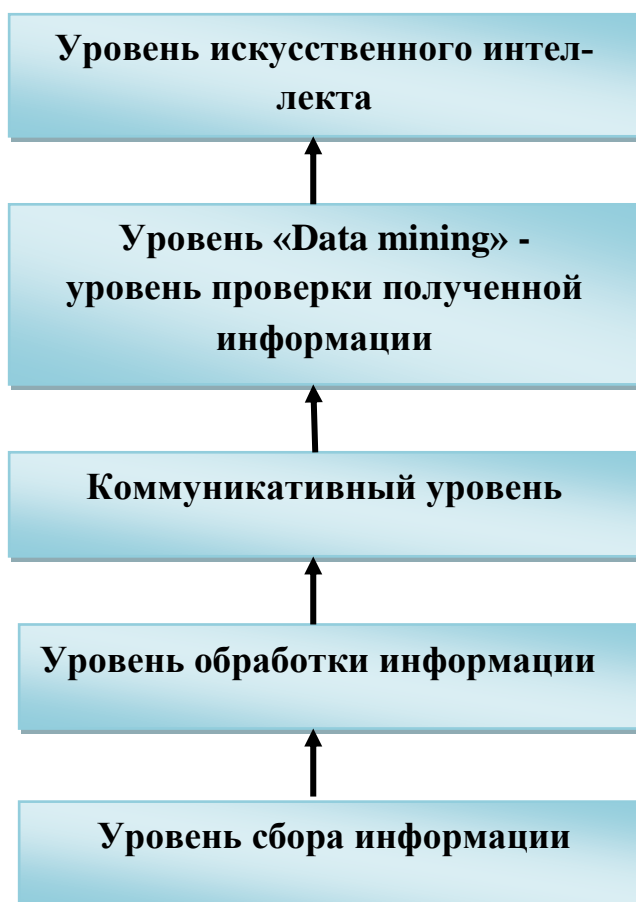 Уровень искусственного интел-
лекта
Уровень «Data mining» -
уровень проверки полученной
информации
Коммуникативный уровень
Уровень обработки информации
Уровень сбора информации